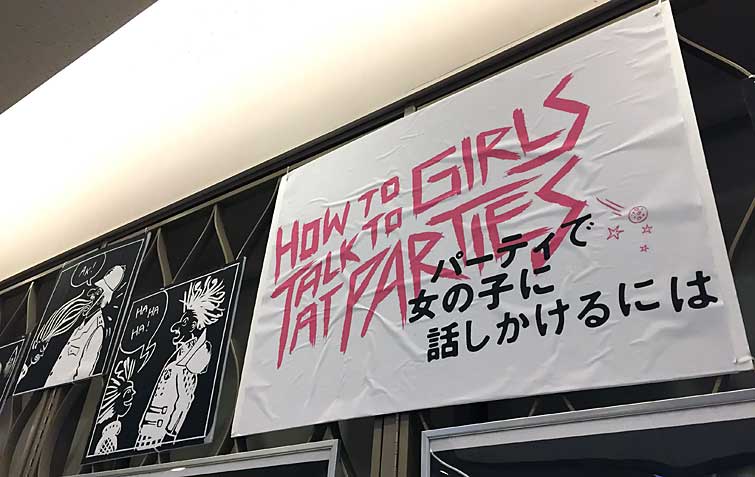 HOW TO
TALK TO GIRLS
AT PARTIES
パーティで
女の子に
話しかけるには
HA HA
HA!